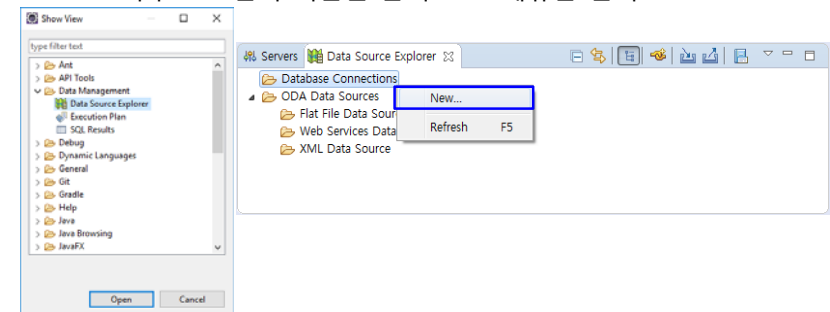 Show View
type filter text
Ant
API Tools
Data Management
Data Source Explorer
Execution Plan
SQL Results
Debug
Dynamic Languages
General
Git
Gradle
Help
Java
Java Browsing
JavaFX
Open Cancel
Servers Data Source Explorer
Database Connections
ODA Data Sources
Flat File Data Sour
Web Services Data
XML Data Source
New...
Refresh F5